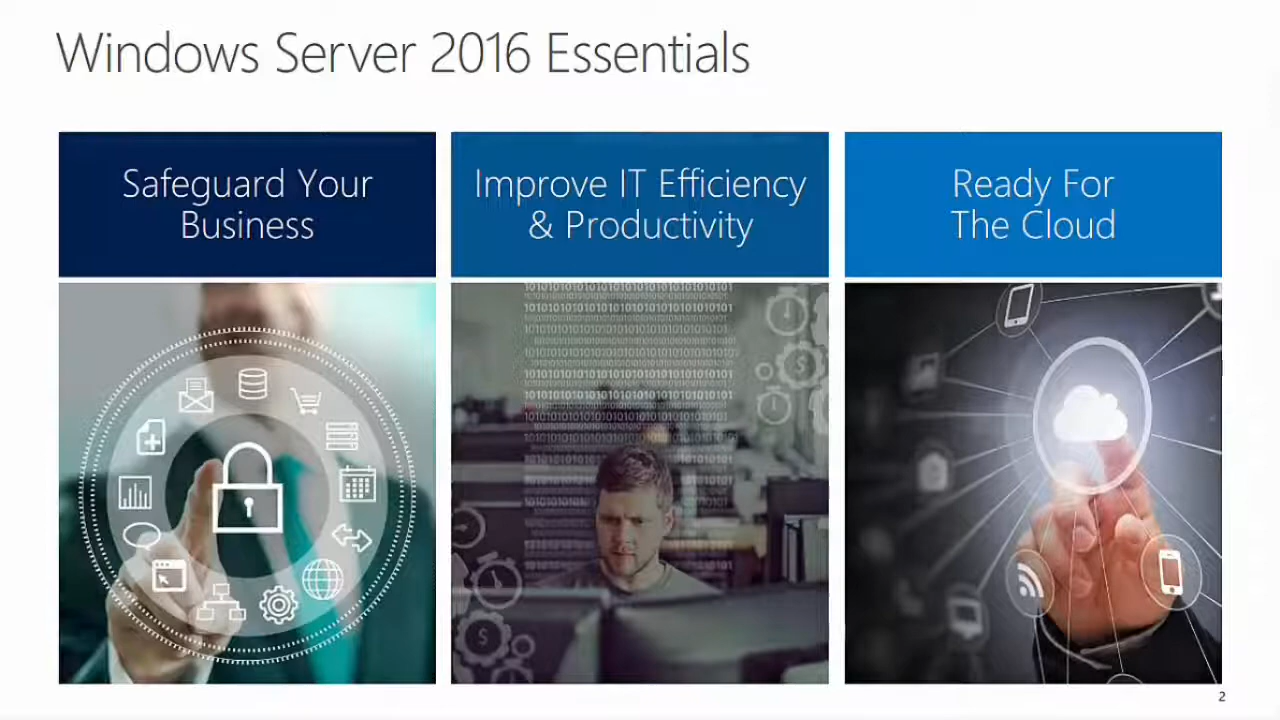 Windows Server 2016 Essentials
Safeguard Your
Business
Improve IT Efficiency
& Productivity
Ready For
The Cloud
2